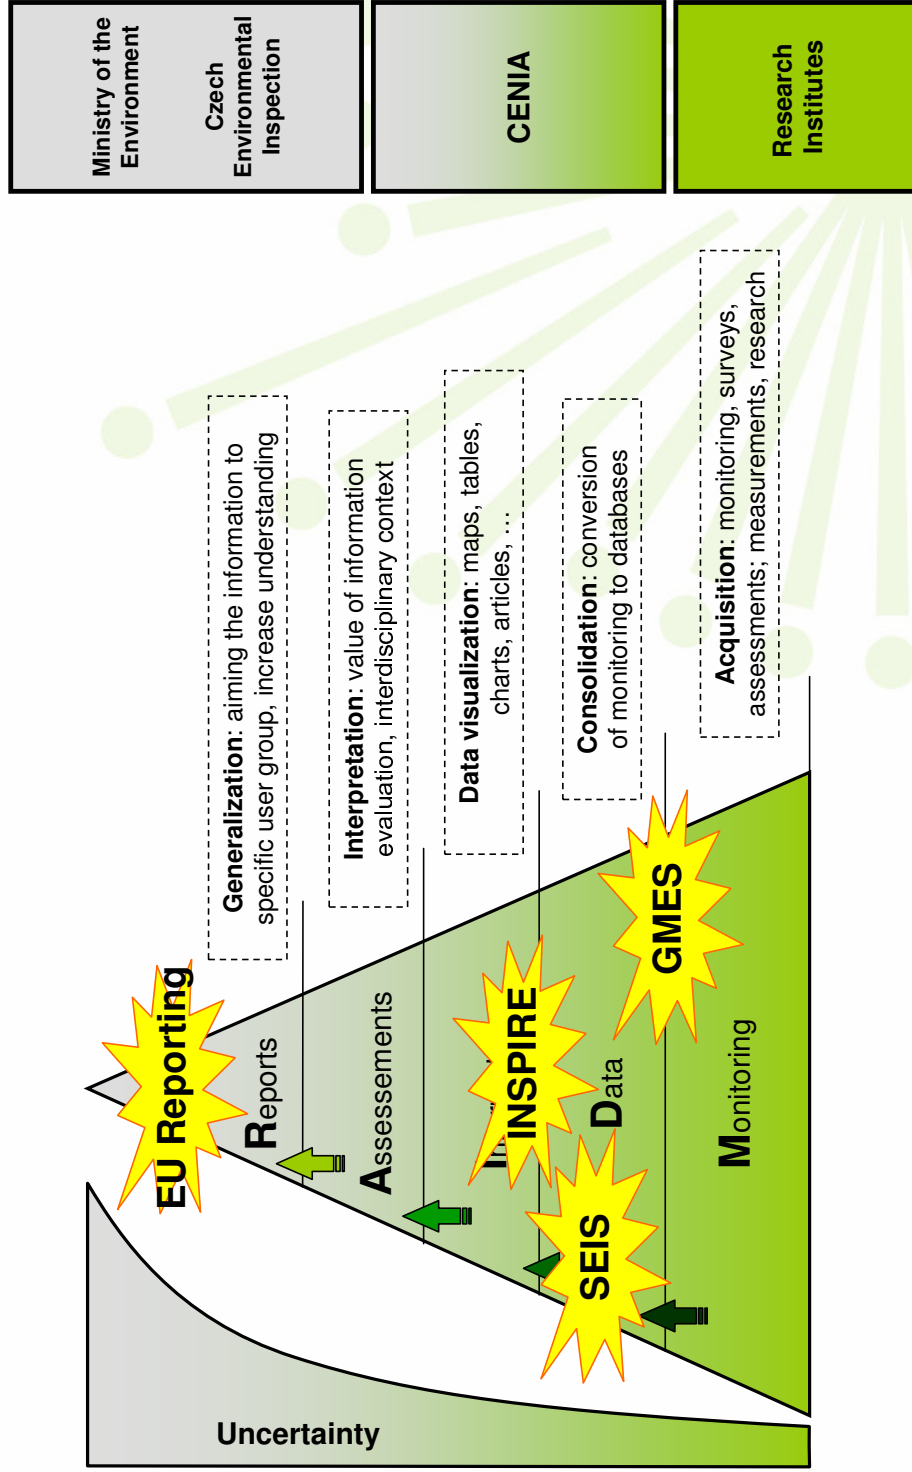 Ministry of the
Environment
Czech
Environmental
Inspection
CENIA
Research
Institutes
Generalization: aiming the information to
specific user group, increase understanding
Interpretation: value of information
evaluation, interdisciplinary context
Data visualization: maps, tables,
charts, articles, …
Consolidation: conversion
of monitoring to databases
Acquisition: monitoring, surveys,
assessments; measurements, research
EU Reporting
Reports
Assessements
INSPIRE
Data
GMES
SEIS
Monitoring
Uncertainty